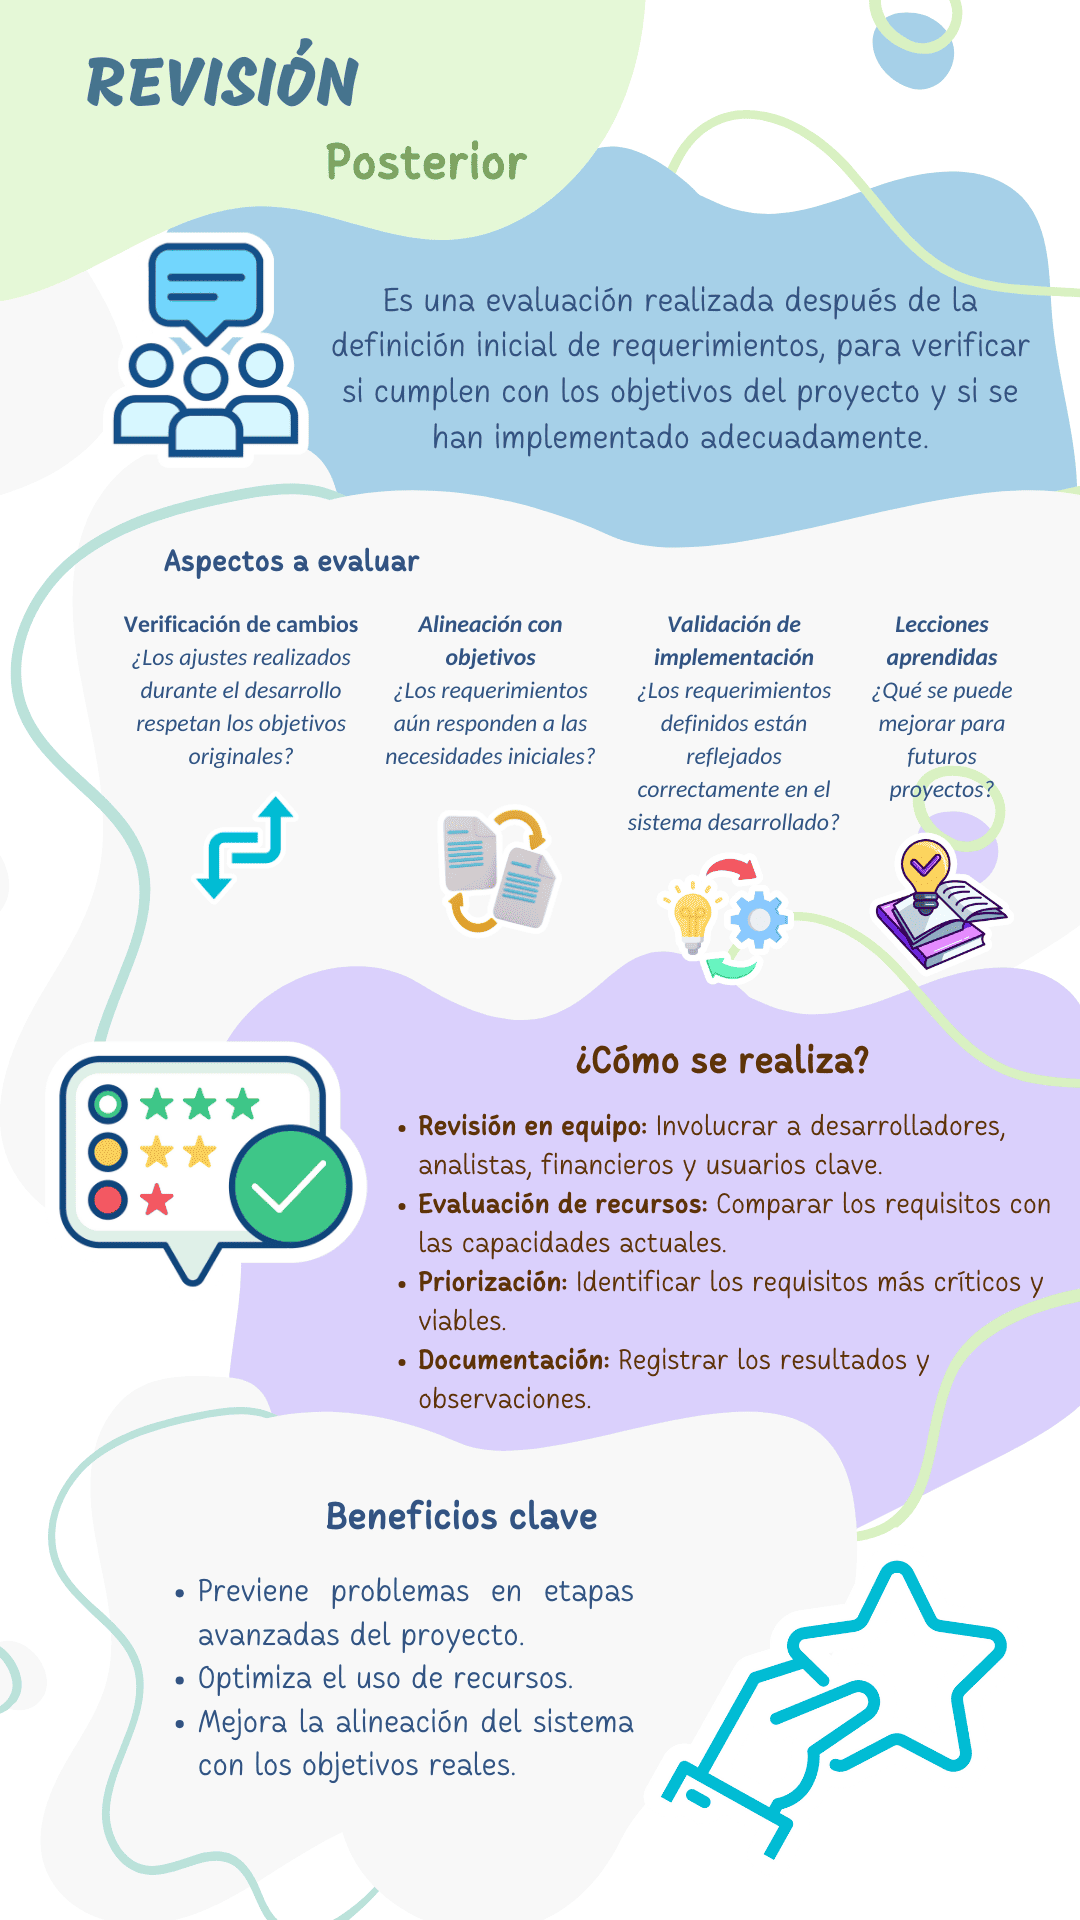 REVISIÓN
Posterior
Es una evaluación realizada después de la
definición inicial de requerimientos, para verificar
si cumplen con los objetivos del proyecto y si se
han implementado adecuadamente.
Aspectos a evaluar
Verificación de cambios
¿Los ajustes realizados
durante el desarrollo
respetan los objetivos
originales?
Alineación con
objetivos
¿Los requerimientos
aún responden a las
necesidades iniciales?
Validación de
implementación
¿Los requerimientos
definidos están
reflejados
correctamente en el
sistema desarrollado?
Lecciones
aprendidas
¿Qué se puede
mejorar para
futuros
proyectos?
¿Cómo se realiza?
• Revisión en equipo: Involucrar a desarrolladores,
analistas, financieros y usuarios clave.
• Evaluación de recursos: Comparar los requisitos con
las capacidades actuales.
• Priorización: Identificar los requisitos más críticos y
viables.
• Documentación: Registrar los resultados y
observaciones.
Beneficios clave
• Previene problemas en etapas
avanzadas del proyecto.
• Optimiza el uso de recursos.
• Mejora la alineación del sistema
con los objetivos reales.